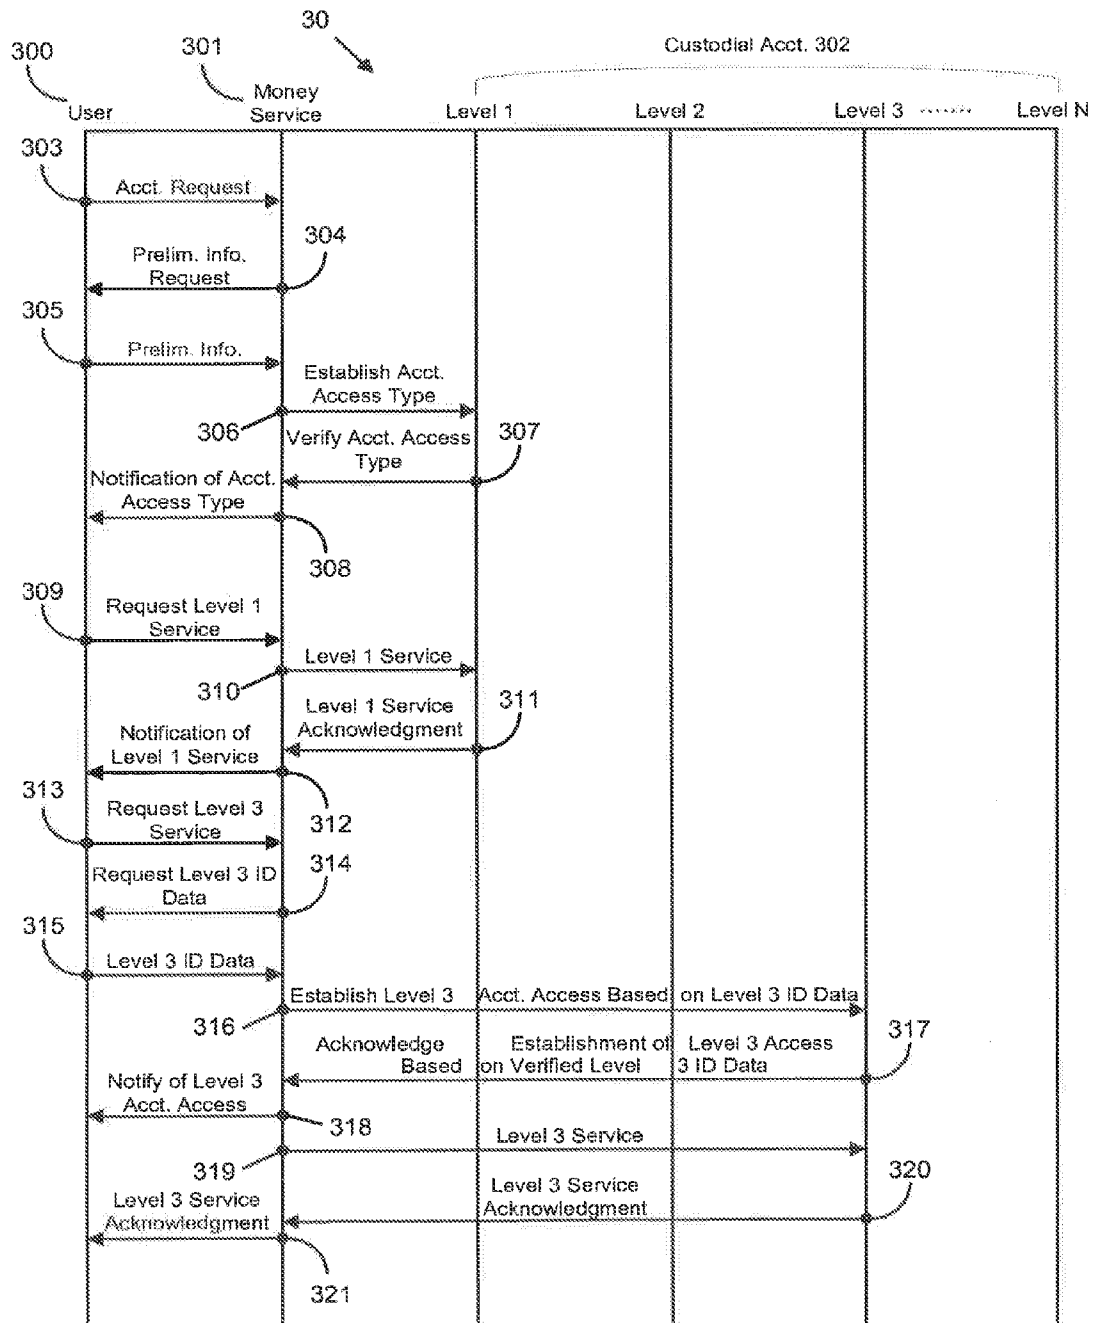 30
Custodial Acct. 302
300
301
User
Money
Service
Level 1
Level 2
Level 3
Level N
303
Acct. Request
304
Prelim. Info.
Request
305
Prelim. Info.
Establish Acct.
Access Type
306
307
Verify Acct. Access
Type
Notification of Acct.
Access Type
308
309
Request Level 1
Service
Level 1 Service
310
311
Level 1 Service
Acknowledgment
Notification of
Level 1 Service
312
313
Request Level 3
Service
314
Request Level 3 ID
Data
315
Level 3 ID Data
Establish Level 3 Acct. Access Based on Level 3 ID Data
316
317
Acknowledge Establishment of Level 3 Access
Based on Verified Level 3 ID Data
Notify of Level 3
Acct. Access
318
Level 3 Service
319
320
Level 3 Service
Acknowledgment
Level 3 Service
Acknowledgment
321